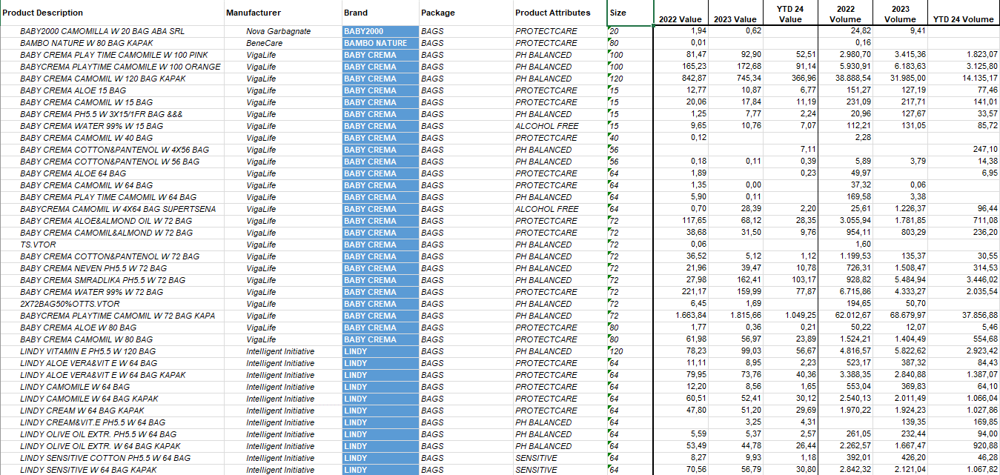 Product Description Manufacturer Brand Package Product Attributes Size 2022 Value 2023 Value YTD 24 Value 2022 Volume 2023 Volume YTD 24 Volume
BABY2000 CAMOMILLA W 20 BAG ABA SRL Nova Garbagnate BABY2000 BAGS PROTECTCARE 20 1,94 0,62 24,82 9,41
BAMBO NATURE W 80 BAG KAPAK BeneCare BAMBO NATURE BAGS PROTECTCARE 80 0,01 0,16
BABY CREMA PLAY TIME CAMOMILE W 100 PINK VigaLife BABY CREMA BAGS PH BALANCED 100 81,47 92,90 52,51 2.980,70 3.415,36 1.823,07
BABYCREMA PLAYTIME CAMOMILE W 100 ORANGE VigaLife BABY CREMA BAGS PH BALANCED 100 165,23 172,68 91,14 5.930,91 6.183,63 3.125,80
BABY CREMA CAMOMIL W 120 BAG KAPAK VigaLife BABY CREMA BAGS PH BALANCED 120 842,87 745,34 366,96 38.888,54 31.985,00 14.135,17
BABY CREMA ALOE 15 BAG VigaLife BABY CREMA BAGS PROTECTCARE 15 12,77 10,87 6,77 151,27 127,19 77,46
BABY CREMA CAMOMIL W 15 BAG VigaLife BABY CREMA BAGS PROTECTCARE 15 20,06 17,84 11,19 231,09 217,71 141,01
BABY CREMA PH5.5 W 3X15/1FR BAG &&& VigaLife BABY CREMA BAGS PH BALANCED 15 1,25 7,77 2,24 20,96 127,67 33,57
BABY CREMA WATER 99% W 15 BAG VigaLife BABY CREMA BAGS ALCOHOL FREE 15 9,65 10,76 7,07 112,21 131,05 85,72
BABY CREMA CAMOMIL W 40 BAG VigaLife BABY CREMA BAGS PROTECTCARE 40 0,12 2,28
BABY CREMA COTTON&PANTENOL W 4X56 BAG VigaLife BABY CREMA BAGS PH BALANCED 56 7,11 247,10
BABY CREMA COTTON&PANTENOL W 56 BAG VigaLife BABY CREMA BAGS PH BALANCED 56 0,18 0,11 0,39 5,89 3,79 14,38
BABY CREMA ALOE 64 BAG VigaLife BABY CREMA BAGS PROTECTCARE 64 1,89 0,23 49,97 6,95
BABY CREMA CAMOMIL W 64 BAG VigaLife BABY CREMA BAGS PROTECTCARE 64 1,35 0,00 37,32 0,06
BABY CREMA PLAY TIME CAMOMIL W 64 BAG VigaLife BABY CREMA BAGS PH BALANCED 64 5,90 0,11 169,58 3,38
BABYCREMA CAMOMIL W 4X64 BAG SUPERTSENA VigaLife BABY CREMA BAGS ALCOHOL FREE 64 0,70 28,39 2,20 25,61 1.226,37 96,44
BABY CREMA ALOE&ALMOND OIL W 72 BAG VigaLife BABY CREMA BAGS PROTECTCARE 72 117,65 68,12 28,35 3.055,94 1.781,85 711,08
BABY CREMA CAMOMIL&ALMOND W 72 BAG VigaLife BABY CREMA BAGS PROTECTCARE 72 38,68 31,50 9,76 954,11 803,29 236,20
TS.VTOR VigaLife BABY CREMA BAGS PH BALANCED 72 0,06 1,60
BABY CREMA COTTON&PANTENOL W 72 BAG VigaLife BABY CREMA BAGS PH BALANCED 72 36,52 5,12 1,12 1.199,53 135,37 30,55
BABY CREMA NEVEN PH5.5 W 72 BAG VigaLife BABY CREMA BAGS PH BALANCED 72 21,96 39,47 10,78 726,31 1.508,47 314,53
BABY CREMA SMRADLIKA PH5.5 W 72 BAG VigaLife BABY CREMA BAGS PH BALANCED 72 27,98 162,41 103,17 928,82 5.484,94 3.446,02
BABY CREMA WATER 99% W 72 BAG VigaLife BABY CREMA BAGS PROTECTCARE 72 221,17 159,99 77,87 6.715,86 4.333,27 2.035,54
2X72BAG50%OTTS.VTOR VigaLife BABY CREMA BAGS PH BALANCED 72 6,45 1,69 194,65 50,70
BABYCREMA PLAYTIME CAMOMIL W 72 BAG KAPA VigaLife BABY CREMA BAGS PH BALANCED 72 1.663,84 1.815,66 1.049,25 62.012,67 68.679,97 37.856,88
BABY CREMA ALOE W 80 BAG VigaLife BABY CREMA BAGS PROTECTCARE 80 1,77 0,36 0,21 50,22 12,07 5,46
BABY CREMA CAMOMIL W 80 BAG VigaLife BABY CREMA BAGS PROTECTCARE 80 61,98 56,97 23,89 1.524,21 1.404,49 554,68
LINDY VITAMIN E PH5.5 W 120 BAG Intelligent Initiative LINDY BAGS PH BALANCED 120 78,23 99,03 56,67 4.816,57 5.822,62 2.923,42
LINDY ALOE VERA&VIT E W 64 BAG Intelligent Initiative LINDY BAGS PROTECTCARE 64 11,11 8,95 2,23 523,17 387,32 84,43
LINDY ALOE VERA&VIT E W 64 BAG KAPAK Intelligent Initiative LINDY BAGS PROTECTCARE 64 79,95 73,76 40,36 3.388,35 2.840,88 1.387,07
LINDY CAMOMILE W 64 BAG Intelligent Initiative LINDY BAGS PROTECTCARE 64 12,20 8,56 1,65 553,04 369,83 64,10
LINDY CAMOMILE W 64 BAG KAPAK Intelligent Initiative LINDY BAGS PROTECTCARE 64 60,51 52,41 30,12 2.540,13 2.011,49 1.066,04
LINDY CREAM W 64 BAG KAPAK Intelligent Initiative LINDY BAGS PROTECTCARE 64 47,80 51,20 29,69 1.970,22 1.924,23 1.027,86
LINDY CREAM&VIT.E PH5.5 W 64 BAG Intelligent Initiative LINDY BAGS PH BALANCED 64 3,25 4,31 139,35 169,85
LINDY OLIVE OIL EXTR. PH5.5 W 64 BAG Intelligent Initiative LINDY BAGS PH BALANCED 64 5,59 5,37 2,57 261,05 232,44 94,00
LINDY OLIVE OIL EXTR. W 64 BAG KAPAK Intelligent Initiative LINDY BAGS PH BALANCED 64 53,49 44,78 26,44 2.262,57 1.667,47 920,88
LINDY SENSITIVE COTTON PH5.5 W 64 BAG Intelligent Initiative LINDY BAGS SENSITIVE 64 8,27 9,93 1,18 392,01 426,20 46,28
LINDY SENSITIVE W 64 BAG KAPAK Intelligent Initiative LINDY BAGS SENSITIVE 64 70,56 56,79 30,80 2.842,32 2.121,04 1.067,82